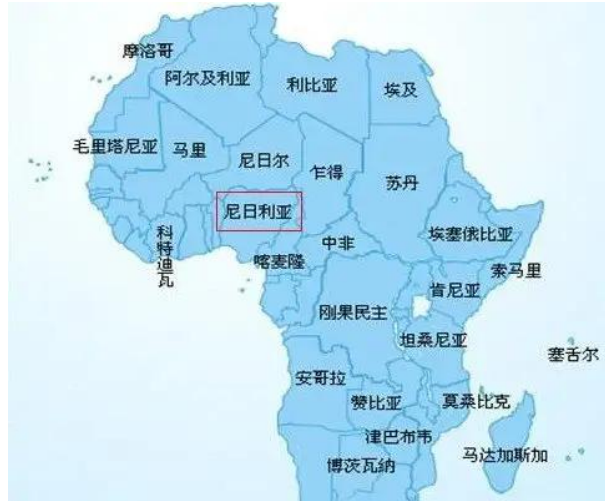 摩洛哥
阿尔及利亚
利比亚
埃及
毛里塔尼亚
马里
尼日尔
乍得
苏丹
尼日利亚
科特迪瓦
中非
埃塞俄比亚
喀麦隆
索马里
肯尼亚
刚果民主
坦桑尼亚
塞舌尔
安哥拉
赞比亚
莫桑比克
津巴布韦
马达加斯加
博茨瓦纳